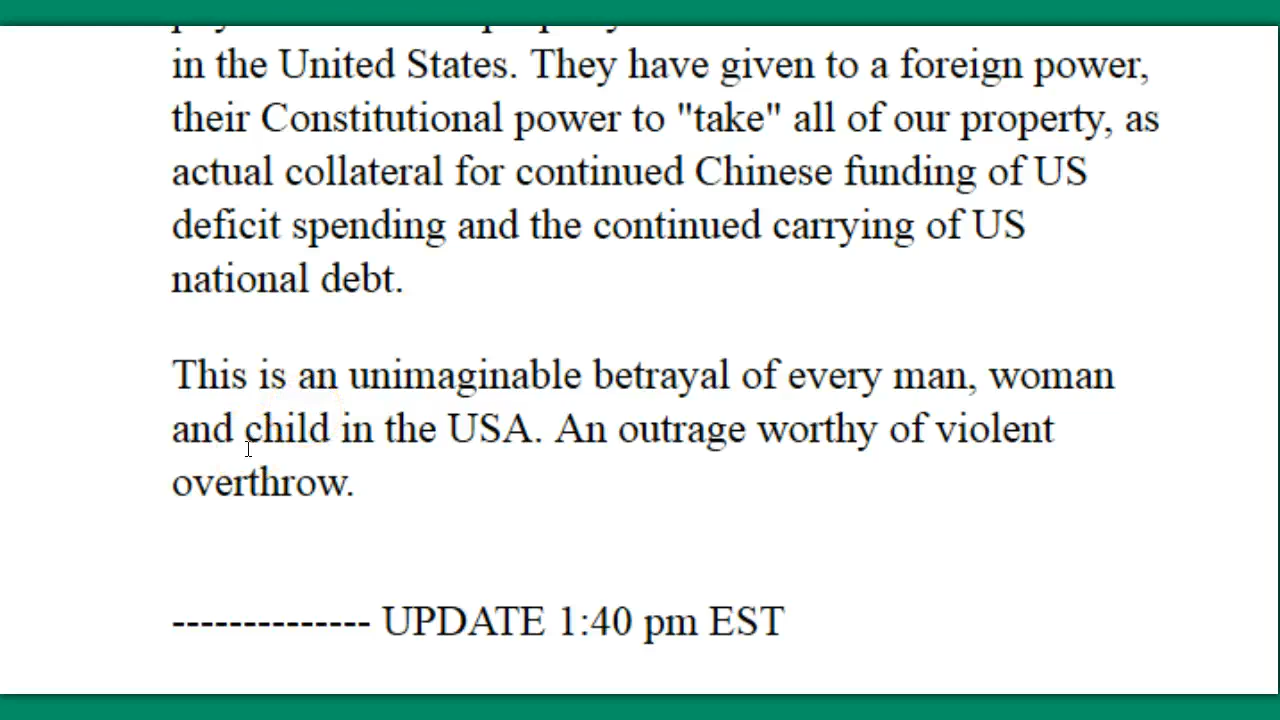 in the United States. They have given to a foreign power,
their Constitutional power to "take" all of our property, as
actual collateral for continued Chinese funding of US
deficit spending and the continued carrying of US
national debt.
This is an unimaginable betrayal of every man, woman
and child in the USA. An outrage worthy of violent
overthrow.
-------------- UPDATE 1:40 pm EST